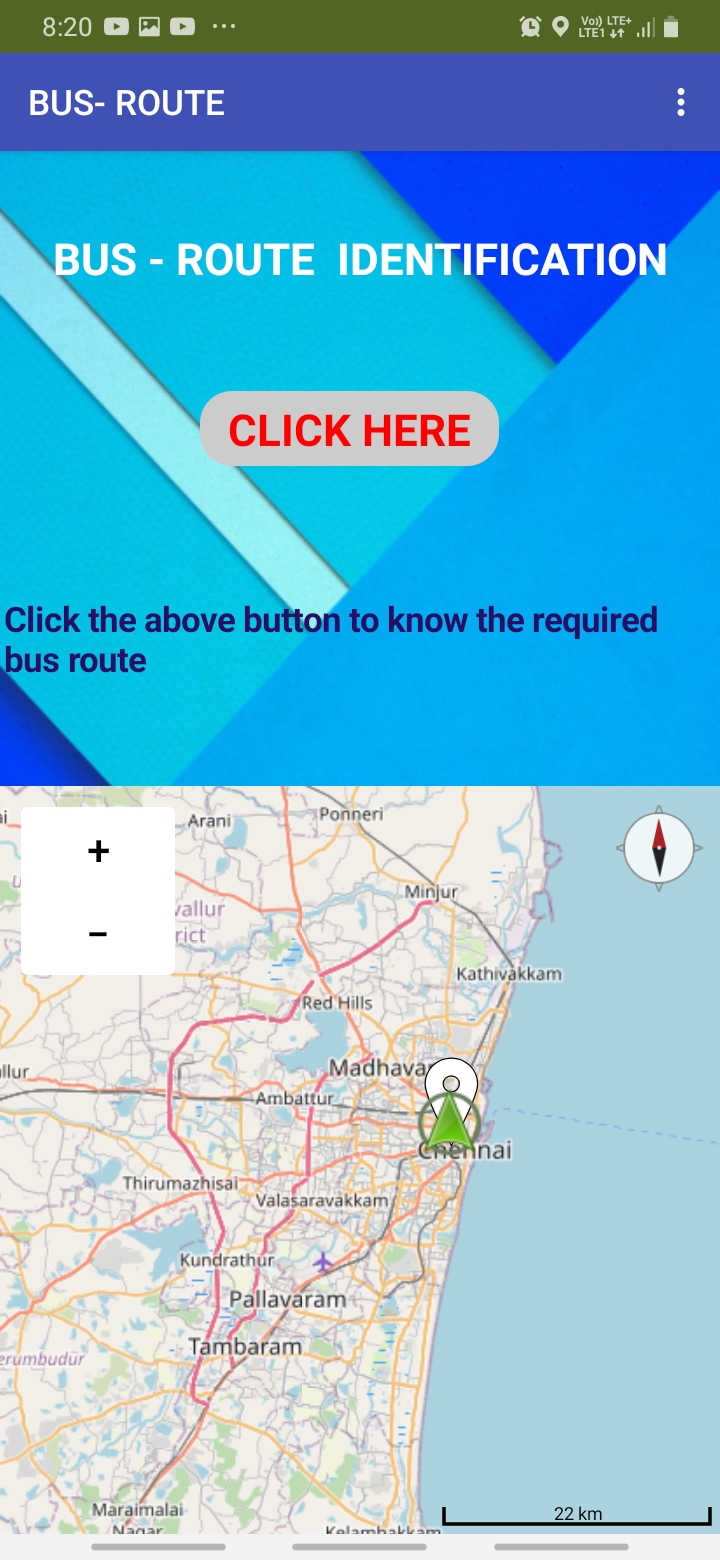 8:20
Vo)) LTE+
LTE1
BUS- ROUTE
BUS - ROUTE IDENTIFICATION
CLICK HERE
Click the above button to know the required
bus route
+
−
Arani
Ponneri
vallur
rict
Minjur
Kathivakkam
Red Hills
Madhava
allur
Ambattur
Chennai
Thirumazhisai
Valasaravakkam
Kundrathur
Pallavaram
Tambaram
erumbudur
Maraimalai
Nagar
Kelambakkam
22 km